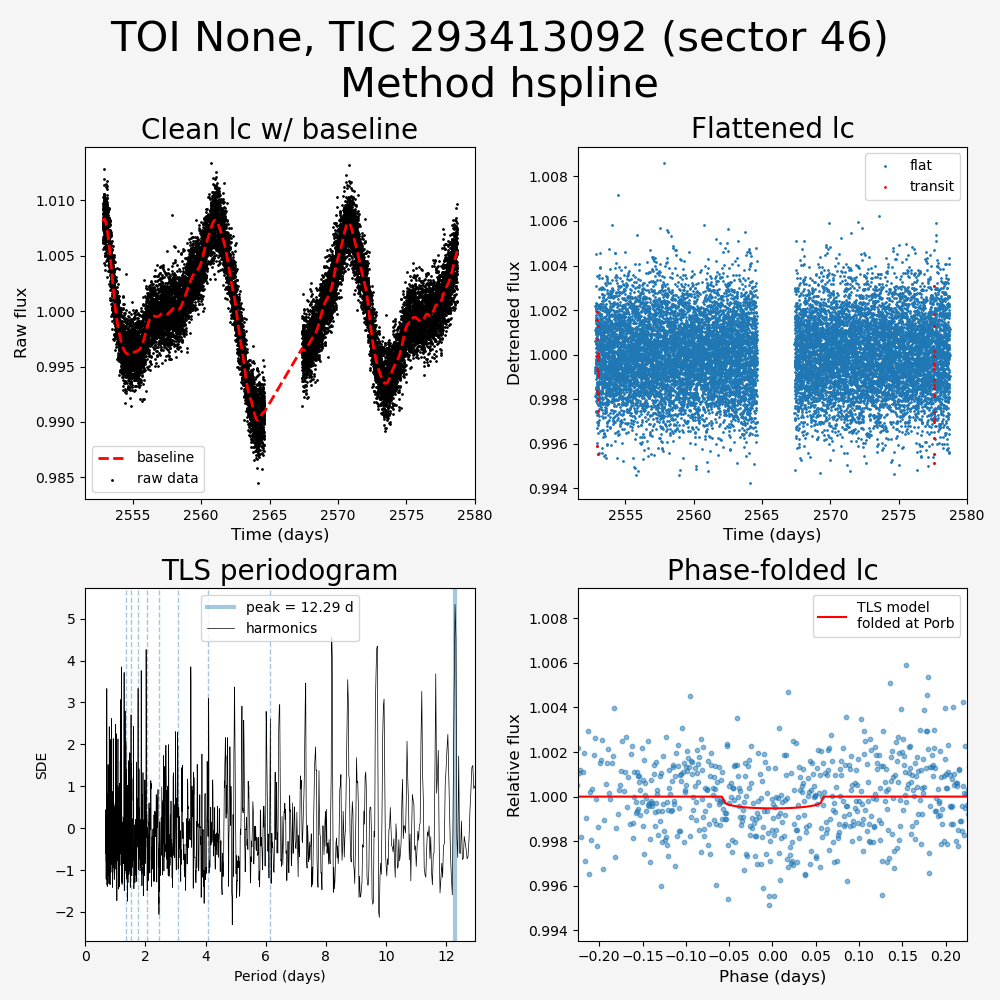 TOI None, TIC 293413092 (sector 46)
Method hspline
Clean lc w/ baseline
Raw flux
1.010
1.005
1.000
0.995
0.990
0.985
baseline
raw data
2555
2560
2565
2570
2575
2580
Time (days)
Flattened lc
Detrended flux
1.008
1.006
1.004
1.002
1.000
0.998
0.996
0.994
flat
transit
2555
2560
2565
2570
2575
2580
Time (days)
TLS periodogram
SDE
5
4
3
2
1
0
−1
−2
peak = 12.29 d
harmonics
0
2
4
6
8
10
12
Period (days)
Phase-folded lc
Relative flux
1.008
1.006
1.004
1.002
1.000
0.998
0.996
0.994
TLS model
folded at Porb
−0.20
−0.15
−0.10
−0.05
0.00
0.05
0.10
0.15
0.20
Phase (days)